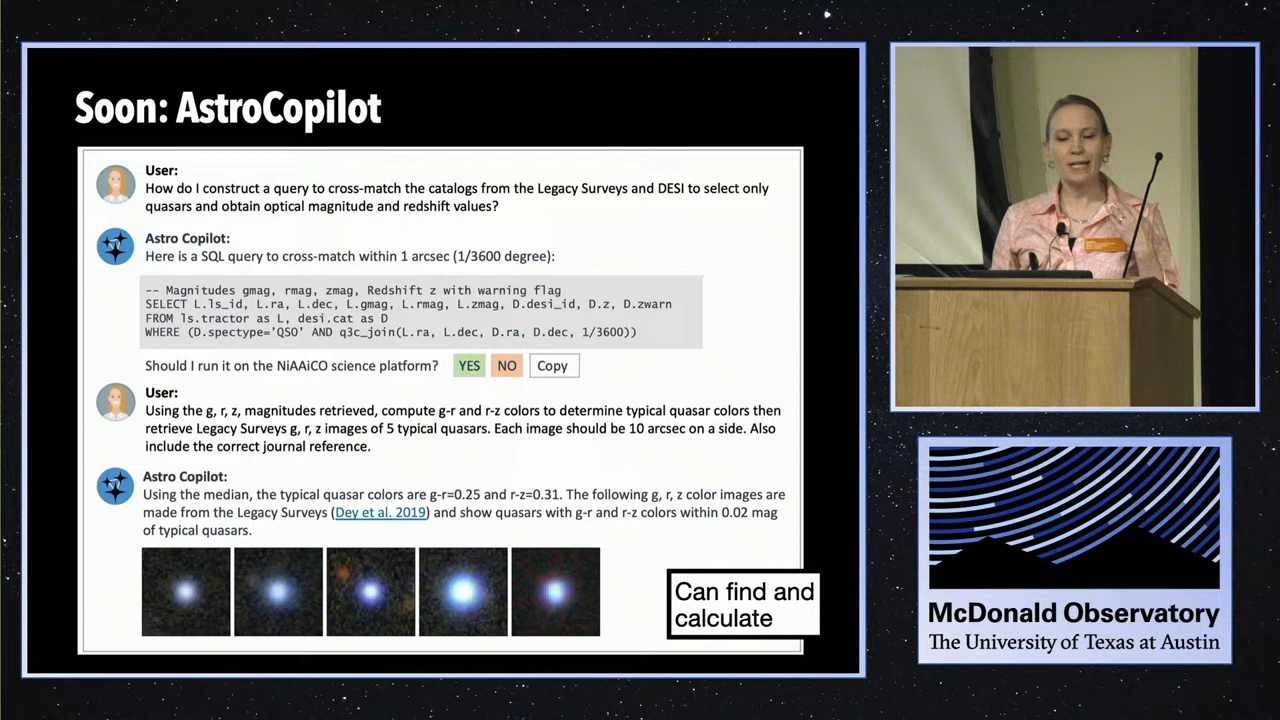 Soon: AstroCopilot
User:
How do I construct a query to cross-match the catalogs from the Legacy Surveys and DESI to select only
quasars and obtain optical magnitude and redshift values?
Astro Copilot:
Here is a SQL query to cross-match within 1 arcsec (1/3600 degree):
-- Magnitudes gmag, rmag, zmag, Redshift z with warning flag
SELECT L.ls_id, L.ra, L.dec, L.gmag, L.rmag, L.zmag, D.desi_id, D.z, D.zwarn
FROM ls.tractor as L, desi.cat as D
WHERE (D.spectype='QSO' AND q3c_join(L.ra, L.dec, D.ra, D.dec, 1/3600))
Should I run it on the NiAAiCO science platform? YES NO Copy
User:
Using the g, r, z, magnitudes retrieved, compute g-r and r-z colors to determine typical quasar colors then
retrieve Legacy Surveys g, r, z images of 5 typical quasars. Each image should be 10 arcsec on a side. Also
include the correct journal reference.
Astro Copilot:
Using the median, the typical quasar colors are g-r=0.25 and r-z=0.31. The following g, r, z color images are
made from the Legacy Surveys (Dey et al. 2019) and show quasars with g-r and r-z colors within 0.02 mag
of typical quasars.
Can find and
calculate
McDonald Observatory
The University of Texas at Austin